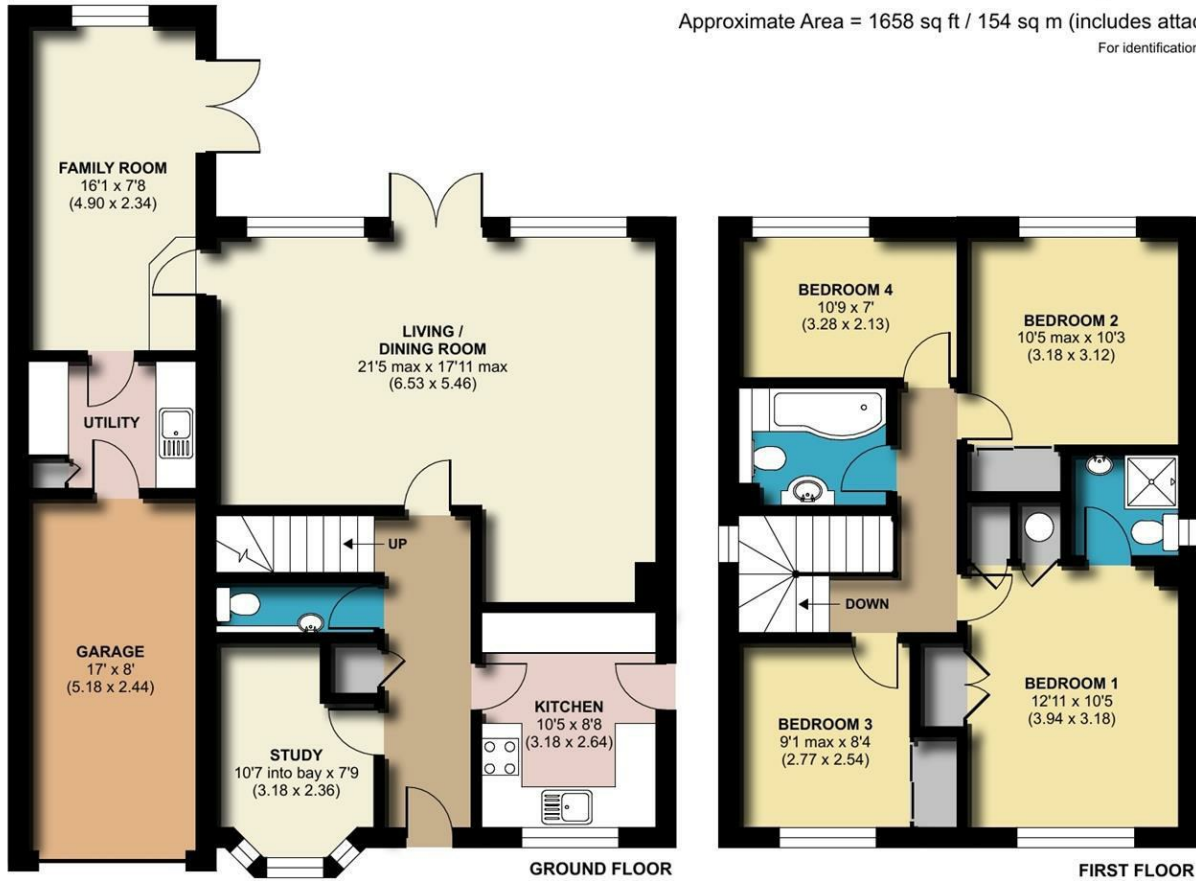 Approximate Area = 1658 sq ft / 154 sq m (includes attac
For identification
FAMILY ROOM
16'1 x 7'8
(4.90 x 2.34)
LIVING /
DINING ROOM
21'5 max x 17'11 max
(6.53 x 5.46)
UTILITY
UP
GARAGE
17' x 8'
(5.18 x 2.44)
KITCHEN
10'5 x 8'8
(3.18 x 2.64)
STUDY
10'7 into bay x 7'9
(3.18 x 2.36)
GROUND FLOOR
BEDROOM 4
10'9 x 7'
(3.28 x 2.13)
BEDROOM 2
10'5 max x 10'3
(3.18 x 3.12)
DOWN
BEDROOM 1
12'11 x 10'5
(3.94 x 3.18)
BEDROOM 3
9'1 max x 8'4
(2.77 x 2.54)
FIRST FLOOR